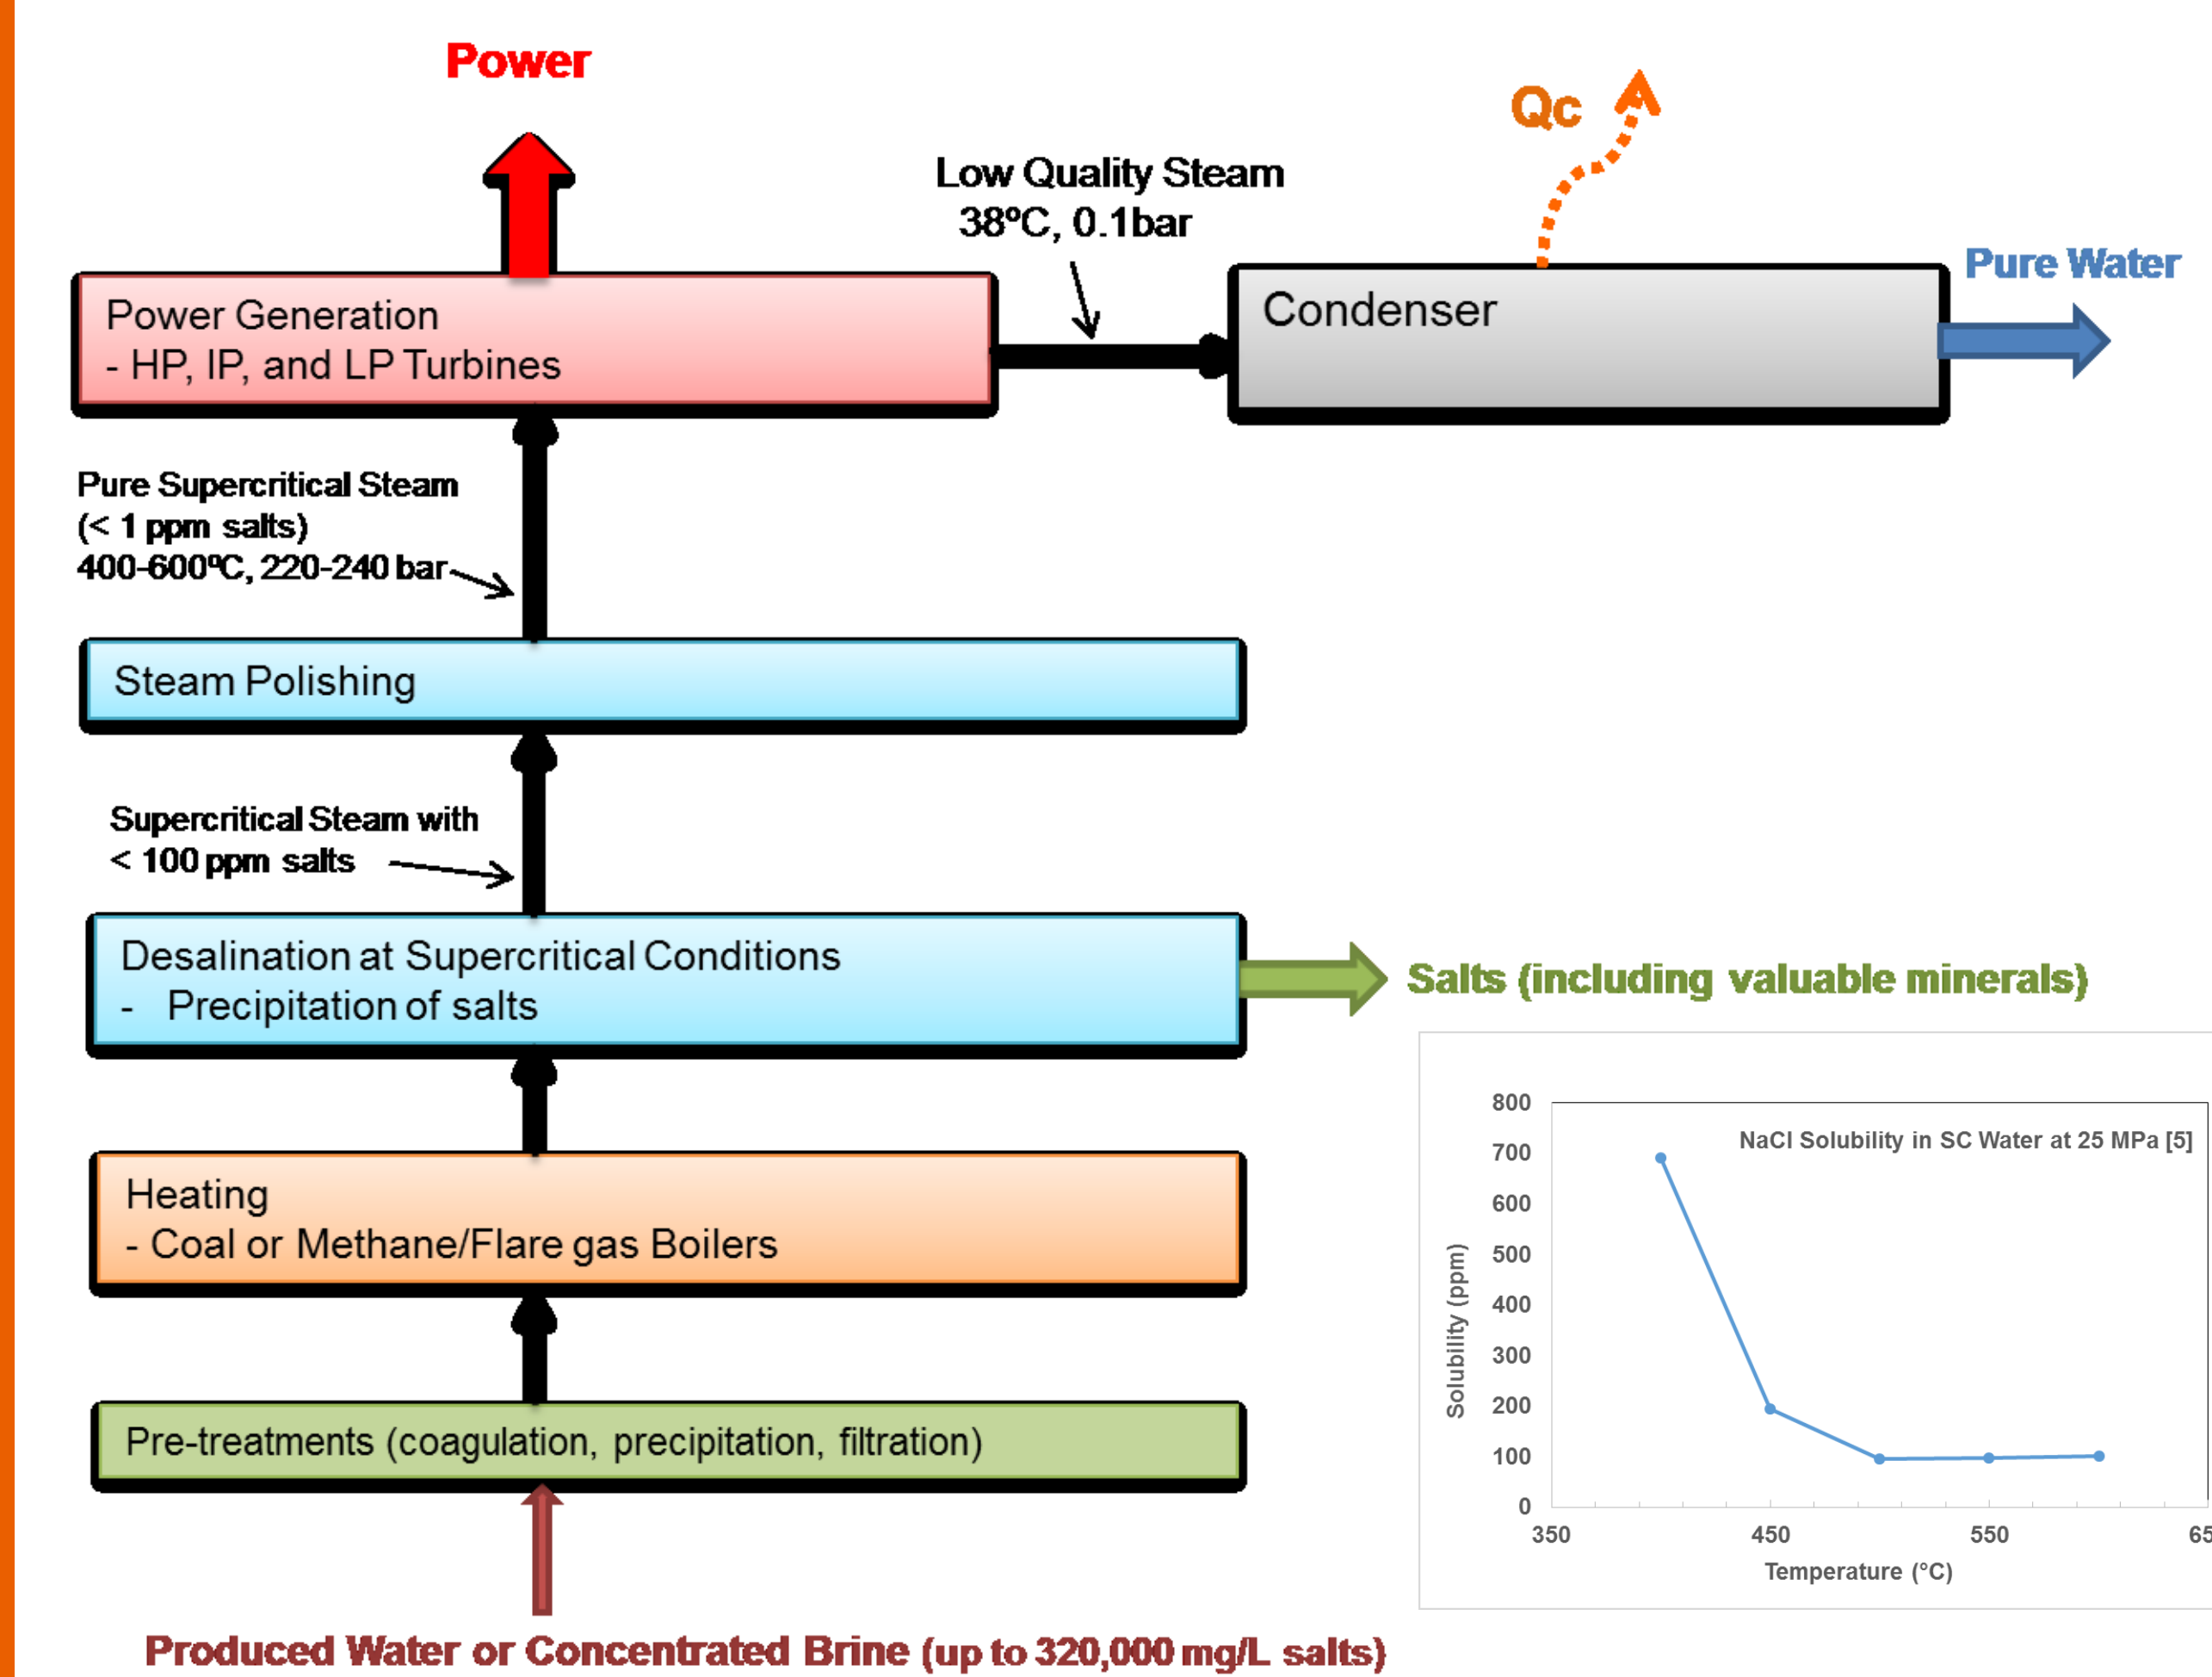 Power
Qc
Low Quality Steam
38ºC, 0.1bar
Pure Water
Power Generation
- HP, IP, and LP Turbines
Condenser
Pure Supercritical Steam
(< 1 ppm salts)
400-600ºC, 220-240 bar
Steam Polishing
Supercritical Steam with
< 100 ppm salts
Desalination at Supercritical Conditions
- Precipitation of salts
Salts (including valuable minerals)
Heating
- Coal or Methane/Flare gas Boilers
Pre-treatments (coagulation, precipitation, filtration)
Produced Water or Concentrated Brine (up to 320,000 mg/L salts)
NaCl Solubility in SC Water at 25 MPa [5]
Solubility (ppm)
800
700
600
500
400
300
200
100
0
350 450 550 65
Temperature (°C)